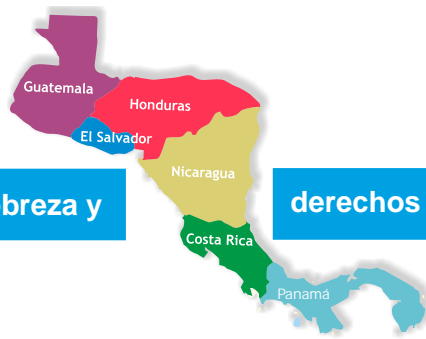 Guatemala
Honduras
El Salvador
Nicaragua
breza y
derechos
Costa Rica
Panamá